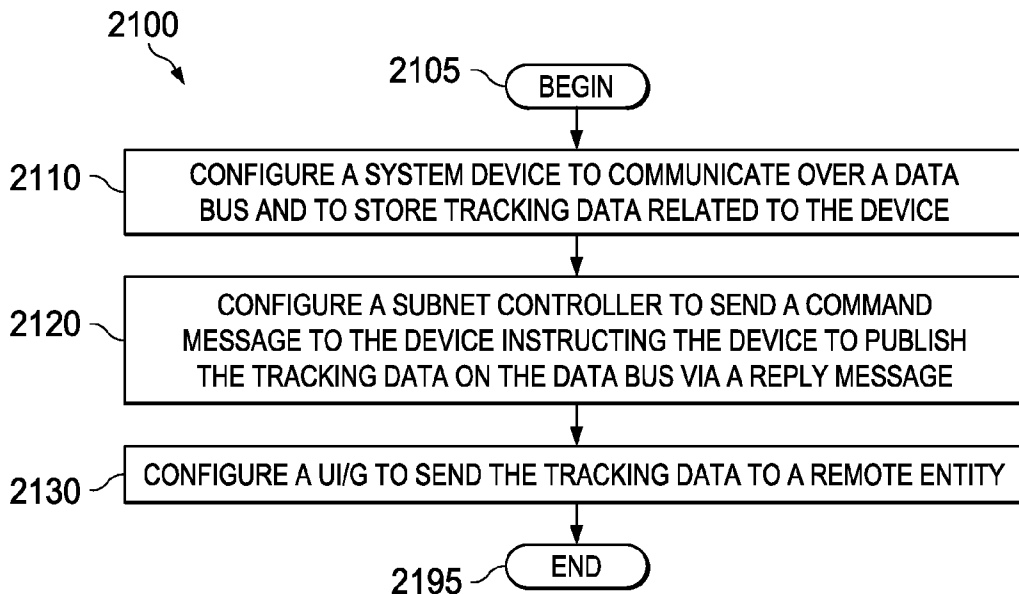 2100
2105
BEGIN
2110
CONFIGURE A SYSTEM DEVICE TO COMMUNICATE OVER A DATA
BUS AND TO STORE TRACKING DATA RELATED TO THE DEVICE
2120
CONFIGURE A SUBNET CONTROLLER TO SEND A COMMAND
MESSAGE TO THE DEVICE INSTRUCTING THE DEVICE TO PUBLISH
THE TRACKING DATA ON THE DATA BUS VIA A REPLY MESSAGE
2130
CONFIGURE A UI/G TO SEND THE TRACKING DATA TO A REMOTE ENTITY
2195
END